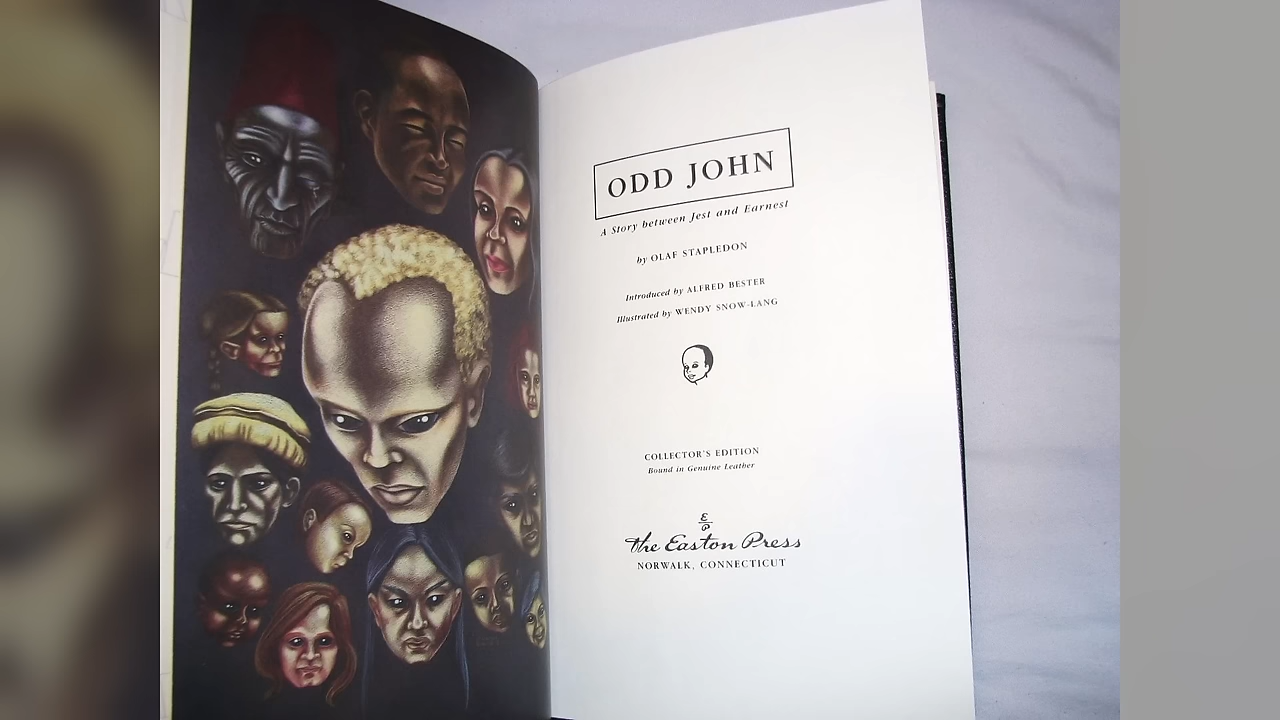 ODD JOHN
A Story between Jest and Earnest
by OLAF STAPLEDON
Introduced by ALFRED BESTER
Illustrated by WENDY SNOW-LANG
COLLECTOR'S EDITION
Bound in Genuine Leather
EP
The Easton Press
NORWALK, CONNECTICUT